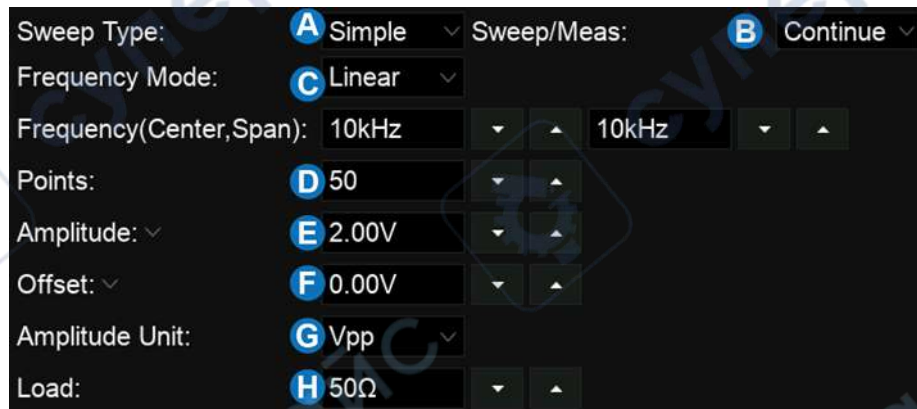 Sweep Type: A Simple Sweep/Meas: B Continue
Frequency Mode: C Linear
Frequency(Center,Span): 10kHz 10kHz
Points: D 50
Amplitude: E 2.00V
Offset: F 0.00V
Amplitude Unit: G Vpp
Load: H 50Ω